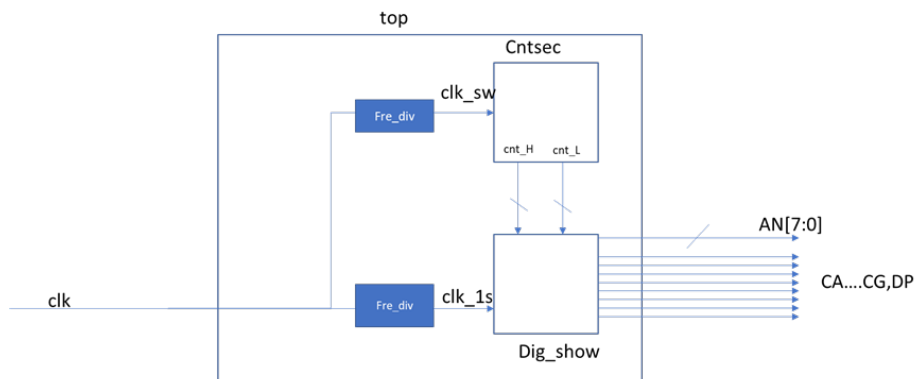 top
Cntsec
clk_sw
Fre_div
cnt_H cnt_L
AN[7:0]
CA....CG,DP
clk
clk_1s
Fre_div
Dig_show